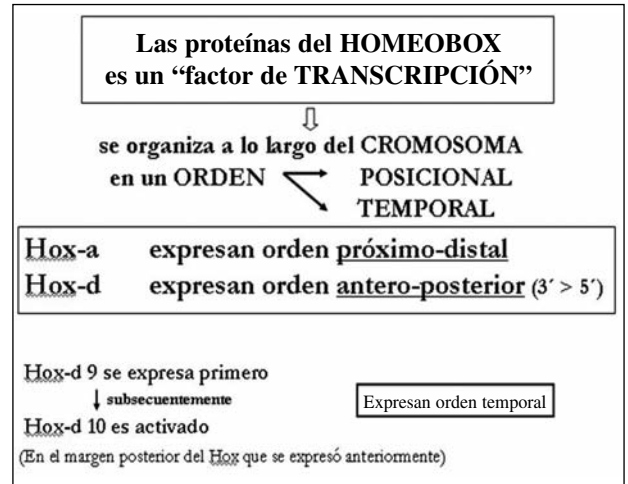 Las proteínas del HOMEOBOX
es un “factor de TRANSCRIPCIÓN”
se organiza a lo largo del CROMOSOMA
en un ORDEN POSICIONAL
TEMPORAL
Hox-a expresan orden próximo-distal
Hox-d expresan orden antero-posterior (3´ > 5´)
Hox-d 9 se expresa primero
subsecuentemente
Expresan orden temporal
Hox-d 10 es activado
(En el margen posterior del Hox que se expresó anteriormente)